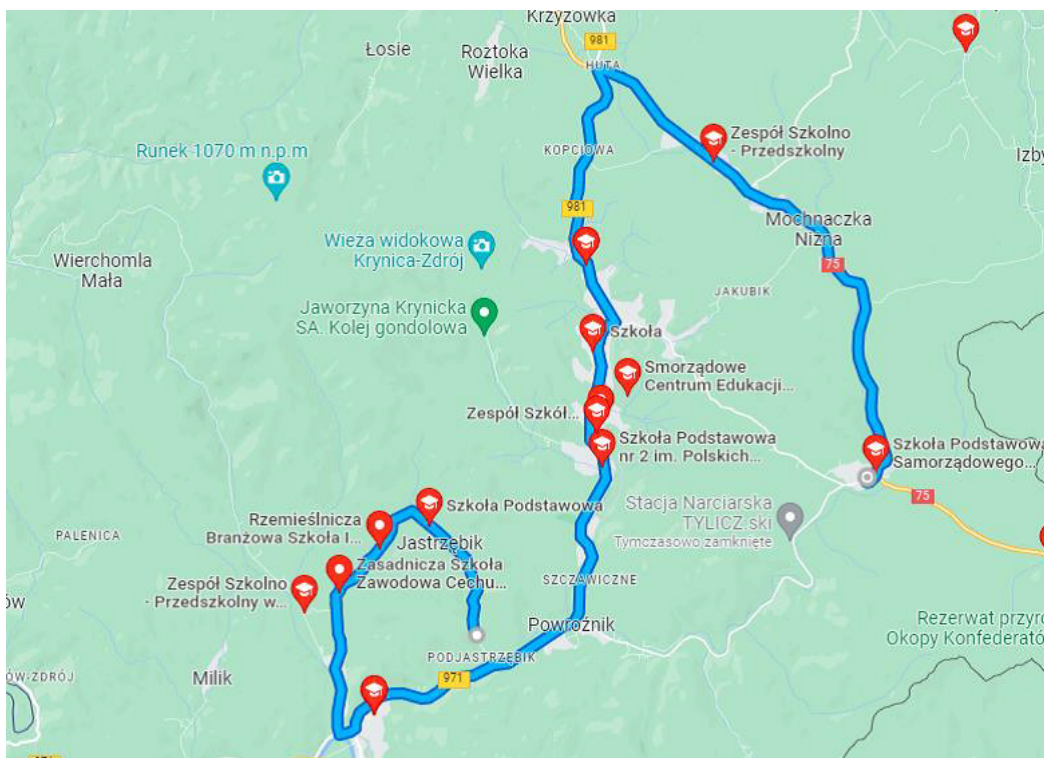 Krzyżówka
981
HUTA
Łosie
Roztoka
Wielka
Zespół Szkolno
- Przedszkolny
Runek 1070 m n.p.m
KOPCIOWA
Izby
981
Mochnaczka
Niżna
75
Wieża widokowa
Krynica-Zdrój
Wierchomla
Mała
JAKUBIK
Jaworzyna Krynicka
SA. Kolej gondolowa
Szkoła
Smorządowe
Centrum Edukacji...
Zespół Szkół...
Szkoła Podstawowa
nr 2 im. Polskich...
Szkoła Podstawowa
Samorządowego...
75
Stacja Narciarska
TYLICZ.ski
Tymczasowo zamknięte
Szkoła Podstawowa
Rzemieślnicza
Branżowa Szkoła I...
PALENICA
Jastrzębik
Zasadnicza Szkoła
Zawodowa Cechu...
Zespół Szkolno
- Przedszkolny w...
SZCZAWICZNE
Powroźnik
Rezerwat przyro
Okopy Konfederató
PODJASTRZĘBIK
971
Milik
ÓW-ZDRÓJ